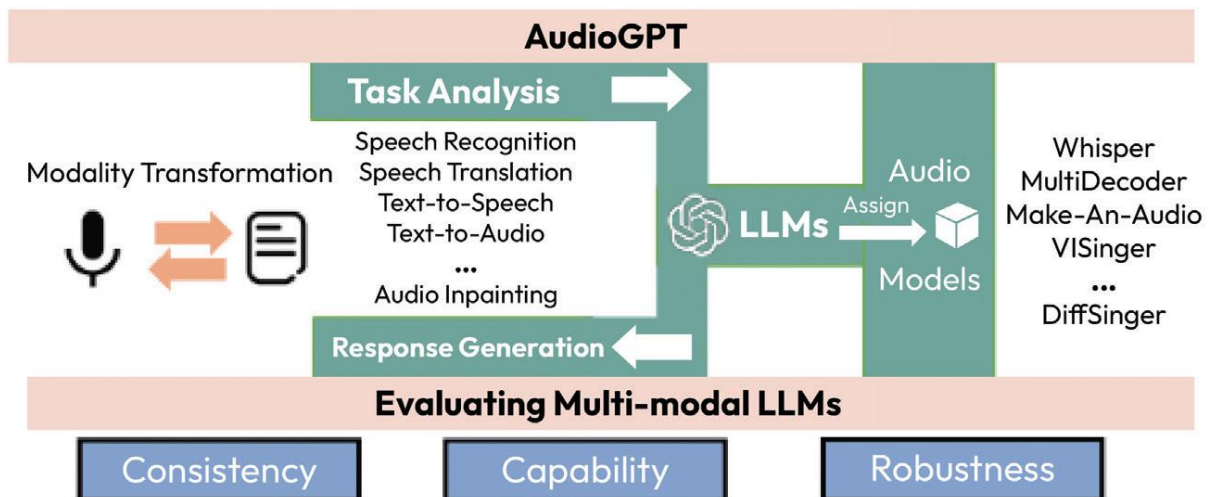 AudioGPT
Task Analysis
Modality Transformation
Speech Recognition
Speech Translation
Text-to-Speech
Text-to-Audio
...
Audio Inpainting
Response Generation
LLMs
Assign
Audio
Models
Whisper
MultiDecoder
Make-An-Audio
VISinger
...
DiffSinger
Evaluating Multi-modal LLMs
Consistency
Capability
Robustness